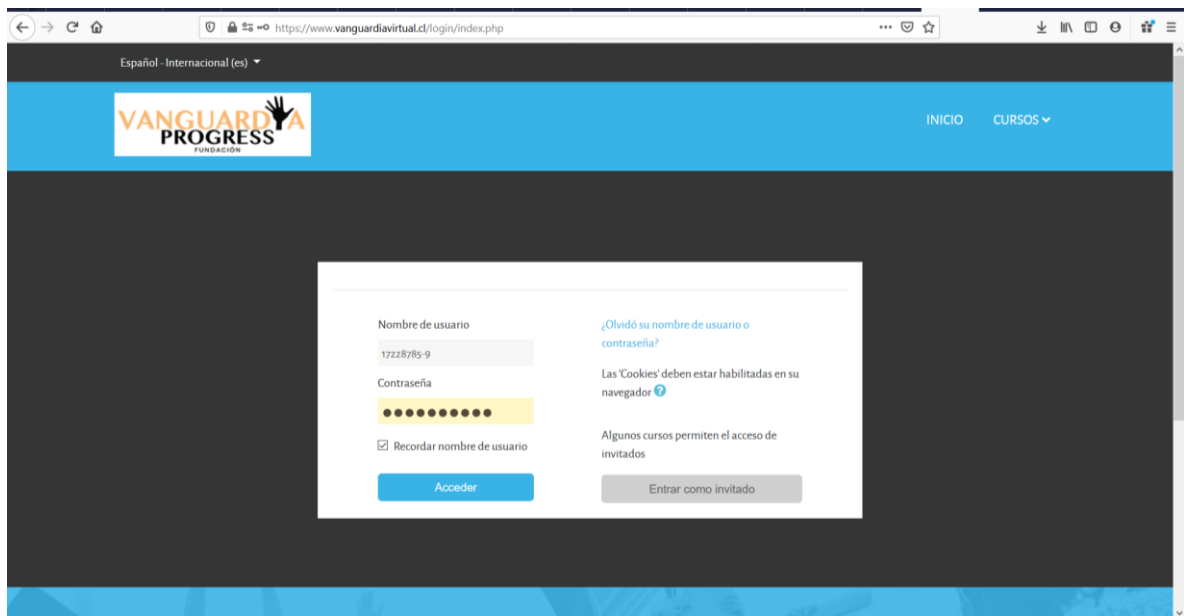 https://www.vanguardiavirtual.cl/login/index.php
Español - Internacional (es)
VANGUARDIA
PROGRESS
FUNDACIÓN
INICIO
CURSOS
Nombre de usuario
17228785-9
Contraseña
●●●●●●●●●●
Recordar nombre de usuario
Acceder
¿Olvidó su nombre de usuario o
contraseña?
Las 'Cookies' deben estar habilitadas en su
navegador
Algunos cursos permiten el acceso de
invitados
Entrar como invitado